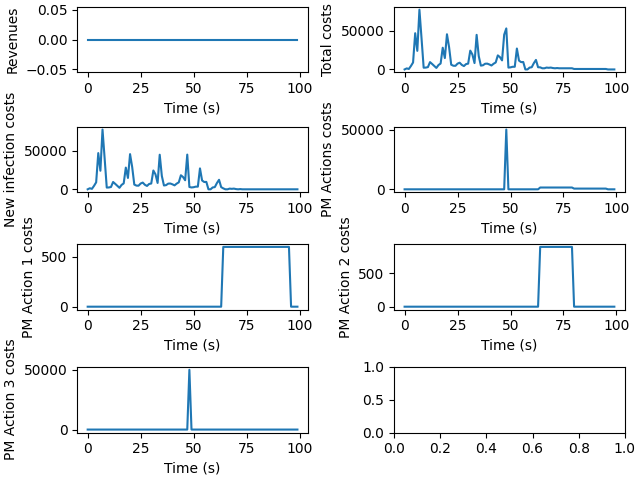 Revenues
0.05
0.00
−0.05
0 25 50 75 100
Time (s)
Total costs
50000
0
0 25 50 75 100
Time (s)
New infection costs
50000
0
0 25 50 75 100
Time (s)
PM Actions costs
50000
0
0 25 50 75 100
Time (s)
PM Action 1 costs
500
0
0 25 50 75 100
Time (s)
PM Action 2 costs
500
0
0 25 50 75 100
Time (s)
PM Action 3 costs
50000
0
0 25 50 75 100
Time (s)
1.0
0.5
0.0
0.0 0.2 0.4 0.6 0.8 1.0